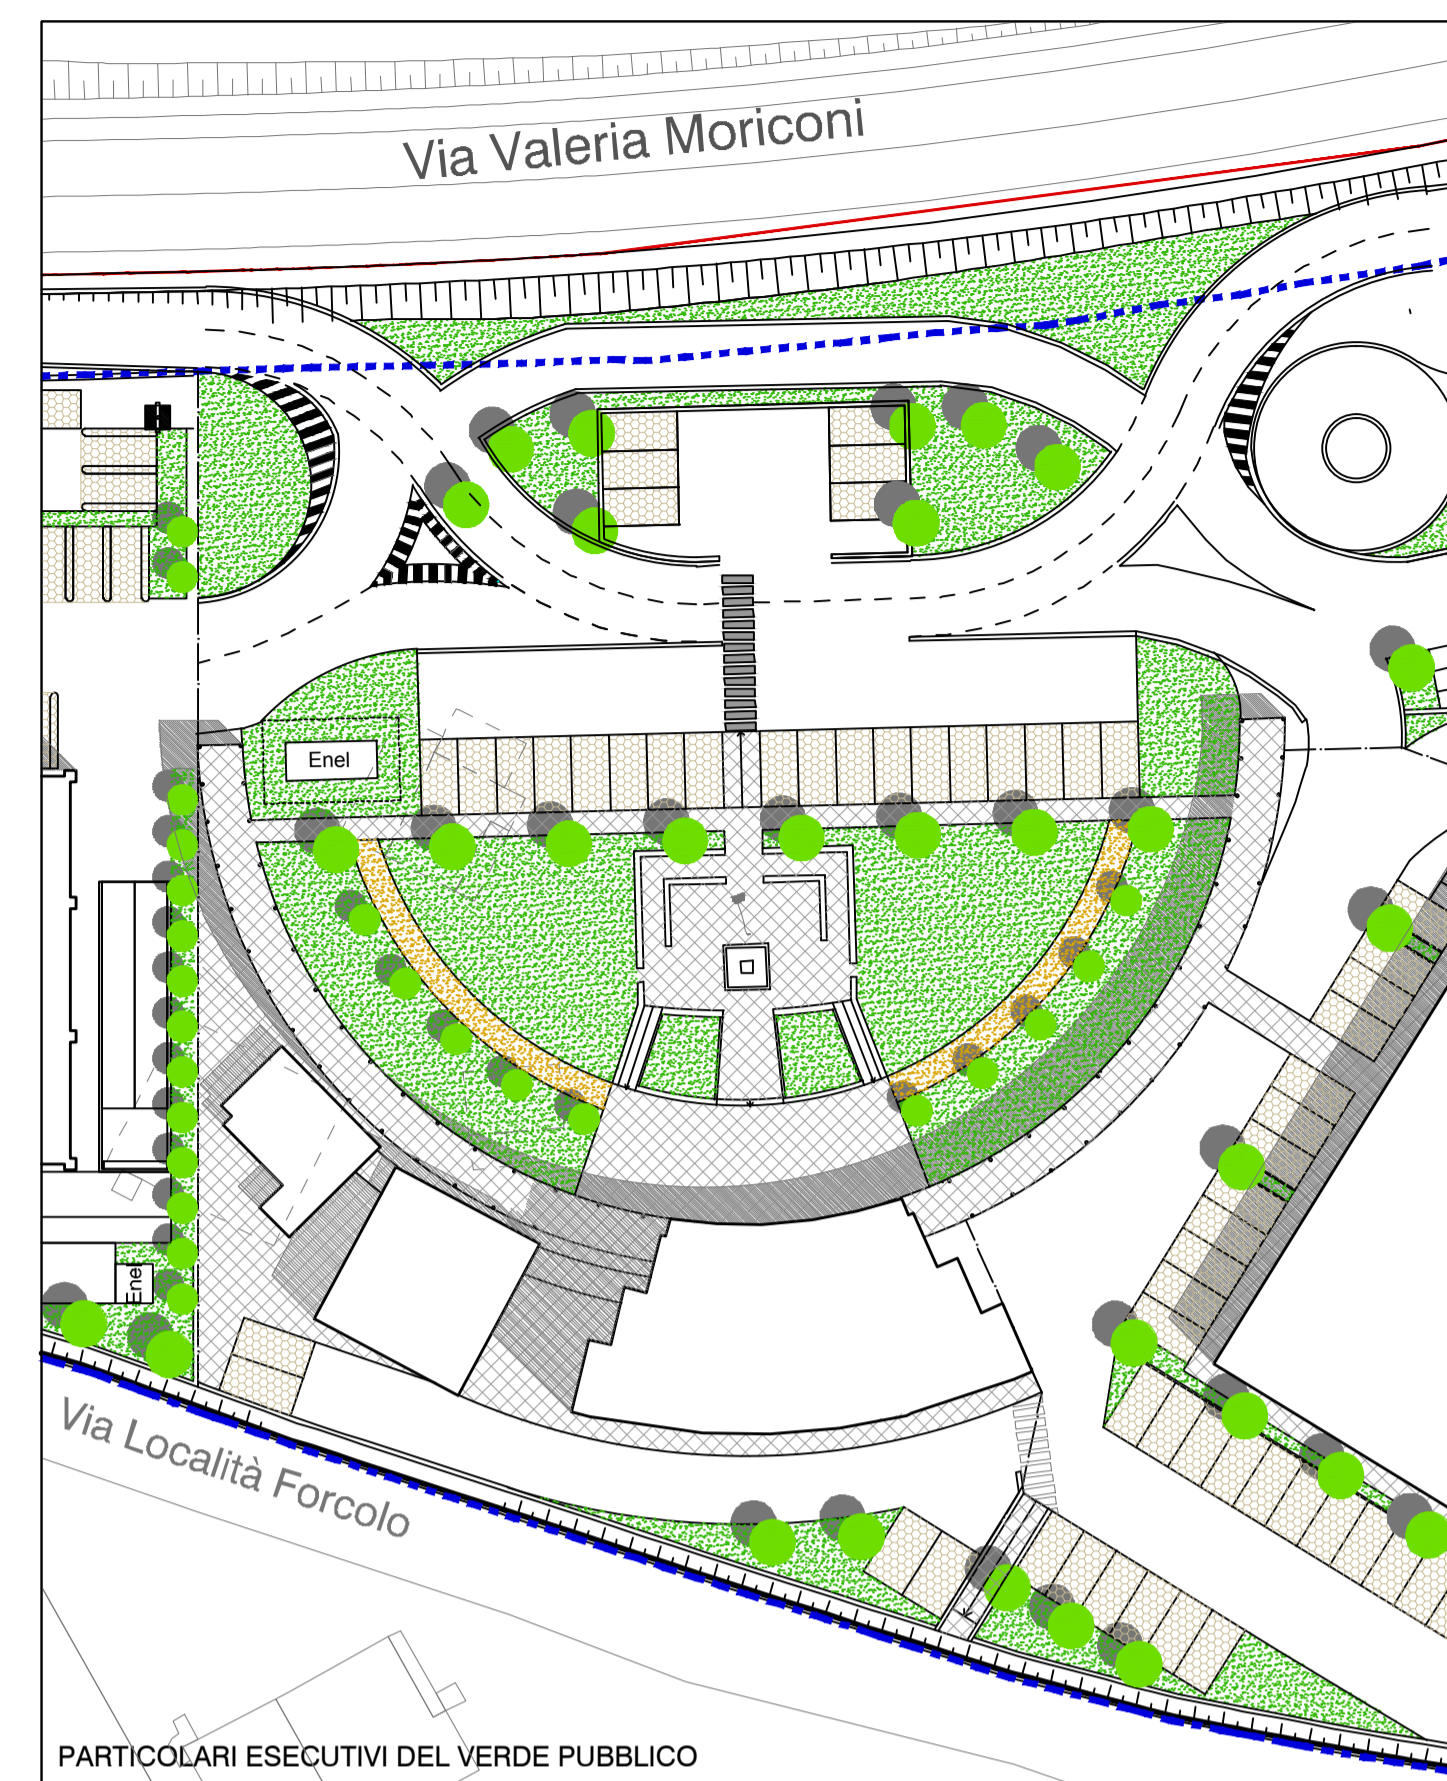 Via Valeria Moriconi
Enel
Enel
Via Località Forcolo
PARTICOLARI ESECUTIVI DEL VERDE PUBBLICO